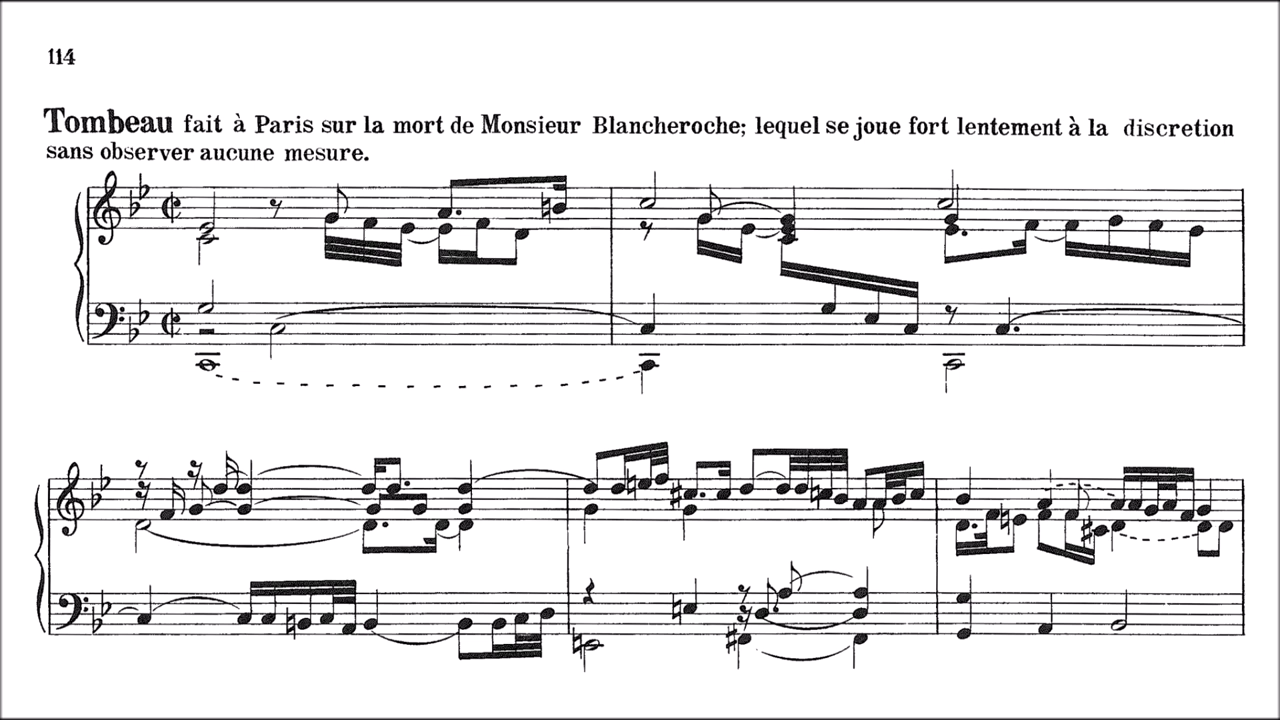 114
Tombeau fait à Paris sur la mort de Monsieur Blancheroche; lequel se joue fort lentement à la discretion
sans observer aucune mesure.